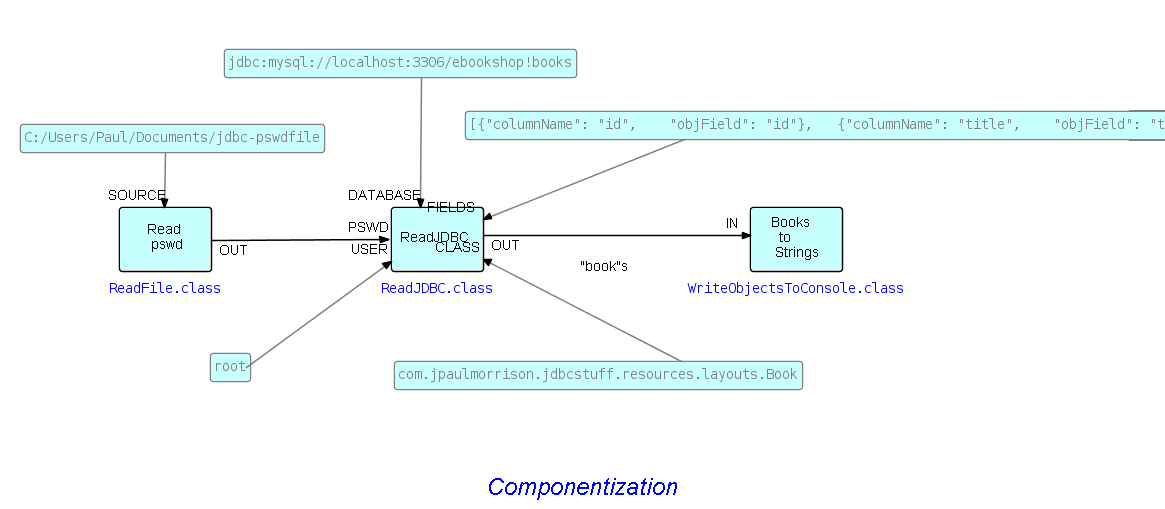 jdbc:mysql://localhost:3306/ebookshop!books
[{"columnName": "id",    "objField": "id"},   {"columnName": "title",    "objField": "t
C:/Users/Paul/Documents/jdbc-pswdfile
SOURCE
DATABASE
FIELDS
Read
pswd
OUT
PSWD
USER
ReadJDBC
CLASS
OUT
IN
Books
to
Strings
"book"s
ReadFile.class
ReadJDBC.class
WriteObjectsToConsole.class
root
com.jpaulmorrison.jdbcstuff.resources.layouts.Book
Componentization